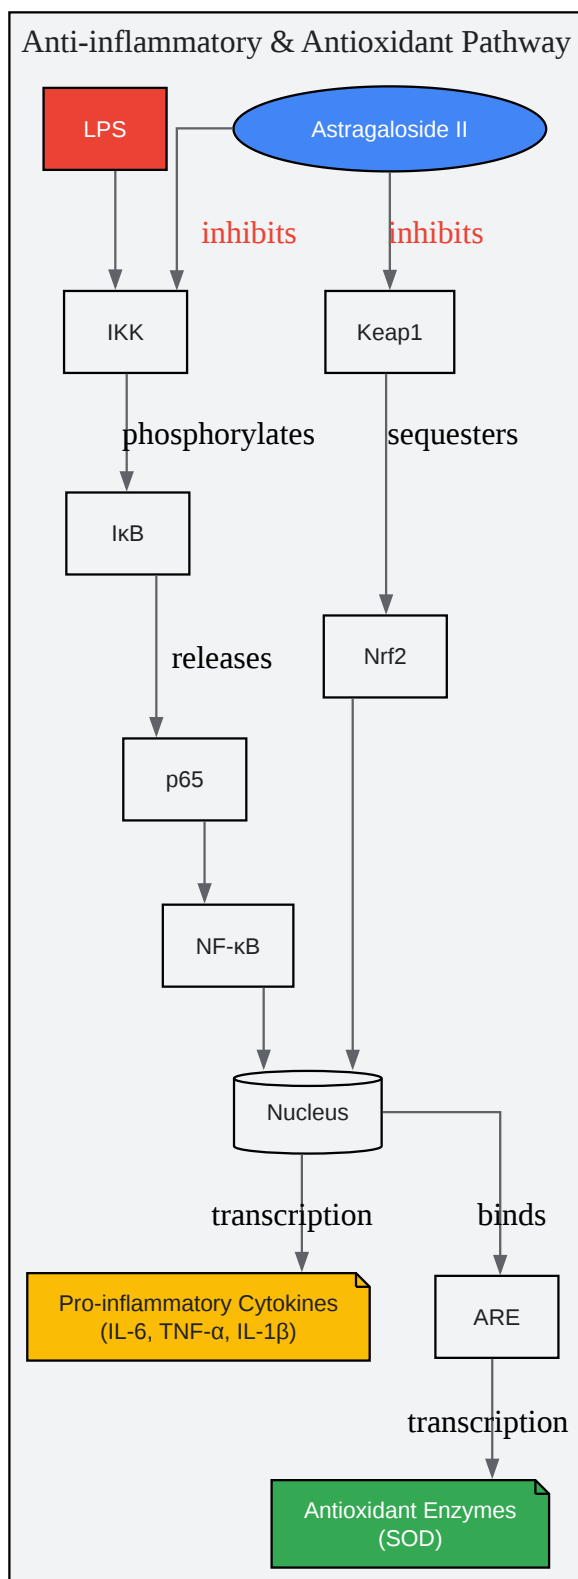 Anti-inflammatory & Antioxidant Pathway
LPS
Astragaloside II
inhibits
inhibits
IKK
Keap1
phosphorylates
sequesters
IκB
releases
Nrf2
p65
NF-κB
Nucleus
transcription
binds
Pro-inflammatory Cytokines
(IL-6, TNF-α, IL-1β)
ARE
transcription
Antioxidant Enzymes
(SOD)